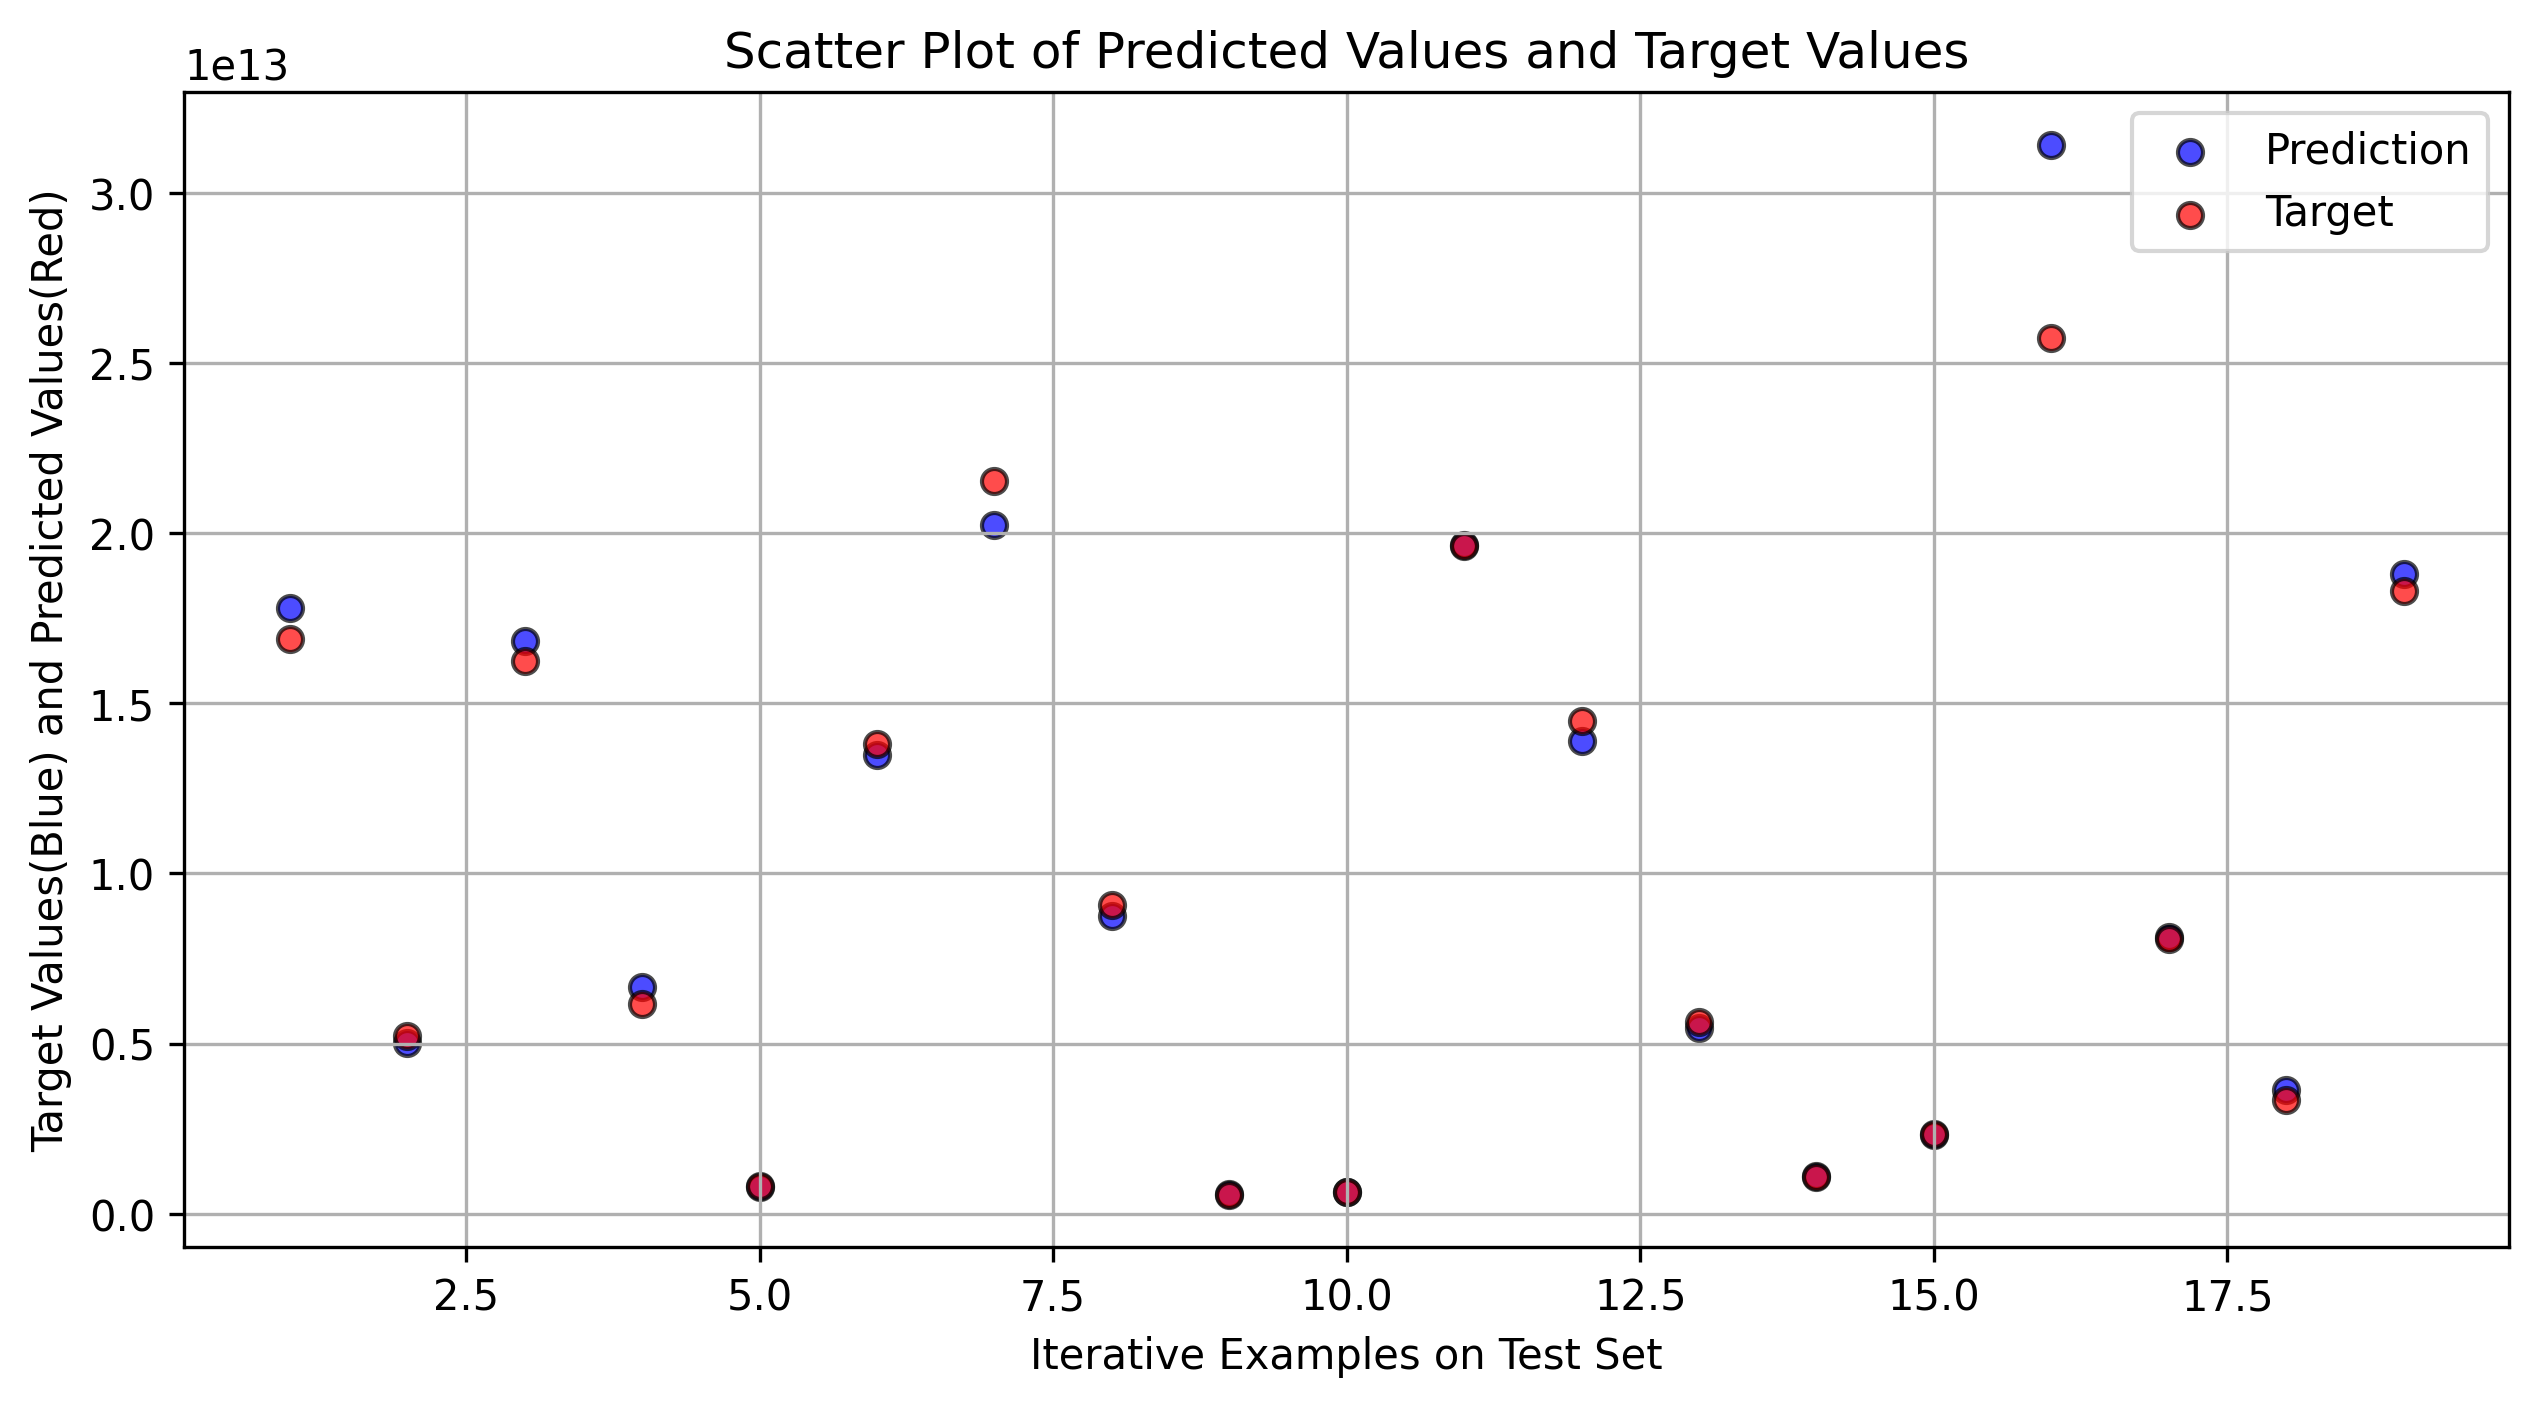 Scatter Plot of Predicted Values and Target Values
1e13
Prediction
Target
3.0
2.5
2.0
1.5
1.0
0.5
0.0
Target Values(Blue) and Predicted Values(Red)
2.5 5.0 7.5 10.0 12.5 15.0 17.5
Iterative Examples on Test Set